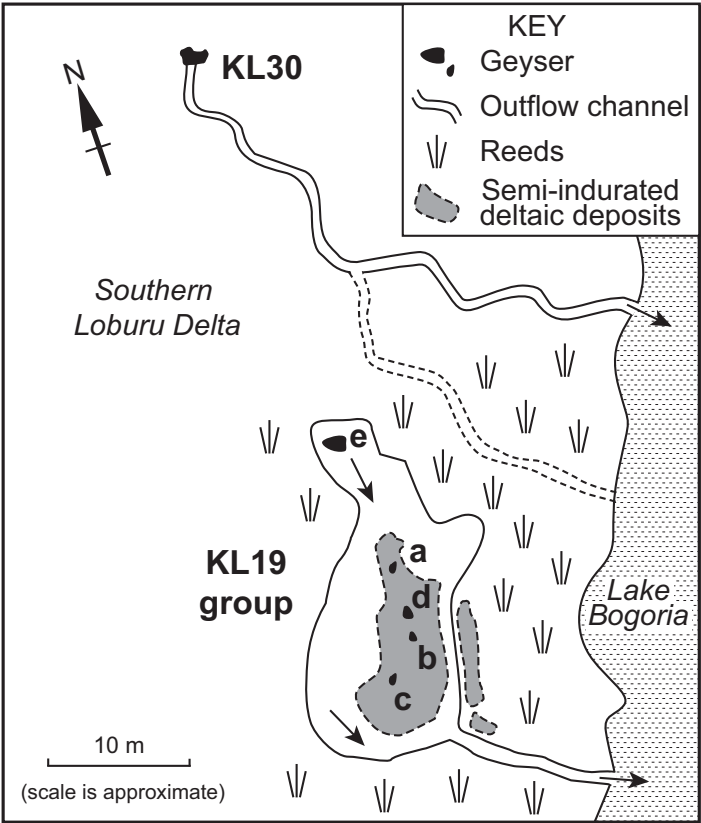 KEY
Geyser
Outflow channel
Reeds
Semi-indurated
deltaic deposits
N
KL30
Southern
Loburu Delta
e
KL19
group
a
d
b
c
Lake
Bogoria
10 m
(scale is approximate)